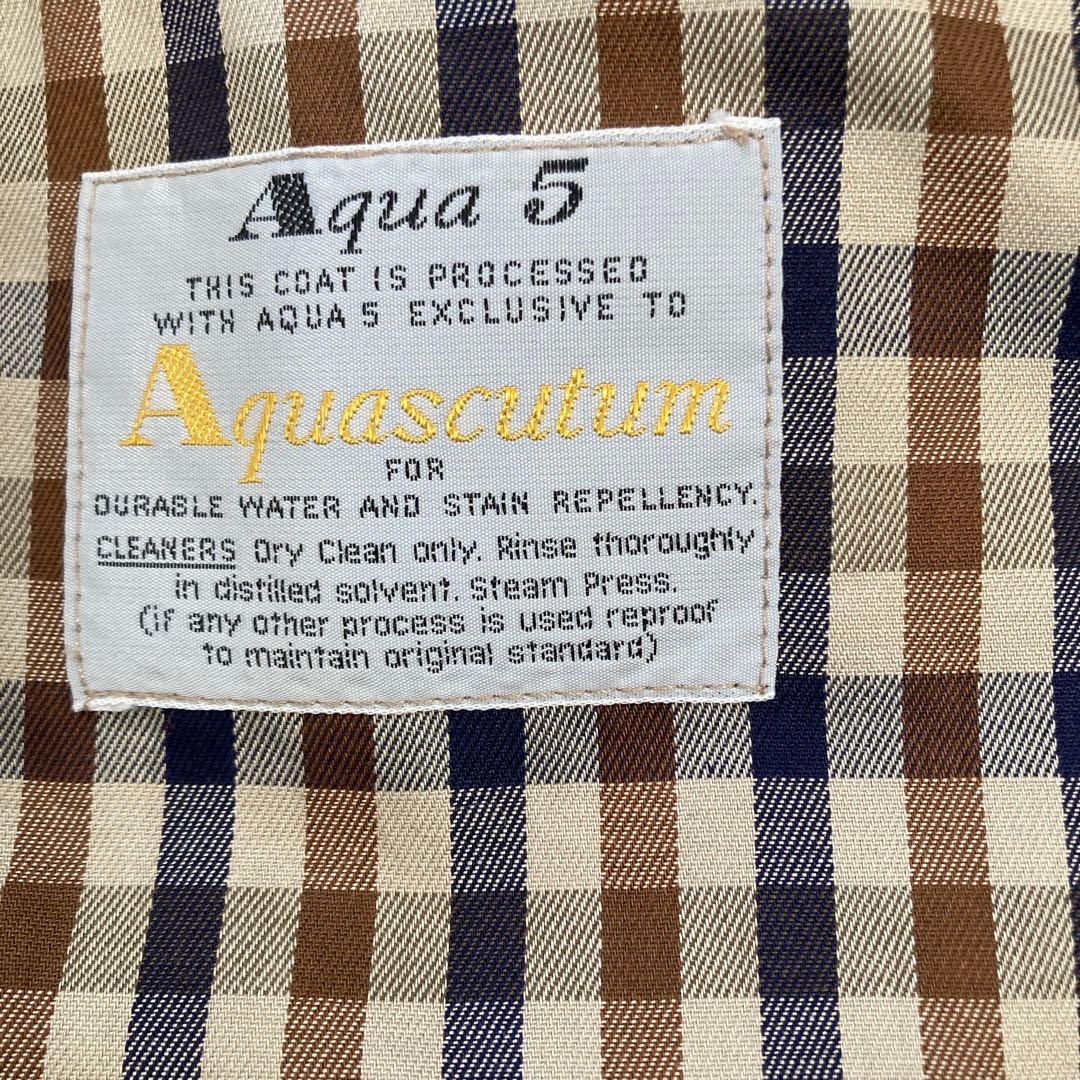 Aqua 5
THIS COAT IS PROCESSED
WITH AQUA 5 EXCLUSIVE TO
Aquascutum
FOR
DURABLE WATER AND STAIN REPELLENCY.
CLEANERS Dry Clean only. Rinse thoroughly
in distilled solvent. Steam Press.
(if any other process is used reproof
to maintain original standard)